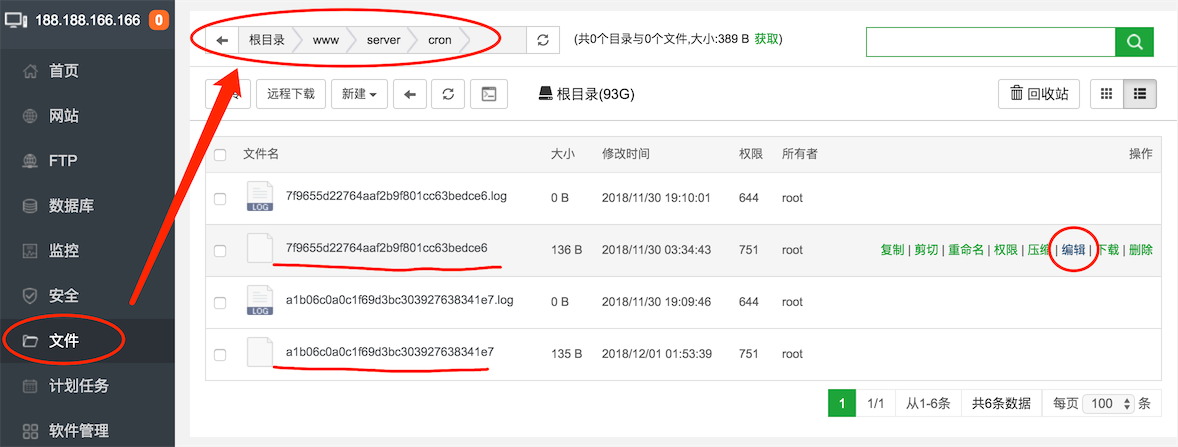 188.188.166.166 0
首页
网站
FTP
数据库
监控
安全
文件
计划任务
软件管理
根目录 www server cron (共0个目录与0个文件,大小:389 B 获取)
远程下载 新建 根目录(93G) 回收站
文件名 大小 修改时间 权限 所有者 操作
LOG 7f9655d22764aaf2b9f801cc63bedce6.log 0 B 2018/11/30 19:10:01 644 root
7f9655d22764aaf2b9f801cc63bedce6 136 B 2018/11/30 03:34:43 751 root 复制 | 剪切 | 重命名 | 权限 | 压缩 | 编辑 | 下载 | 删除
LOG a1b06c0a0c1f69d3bc303927638341e7.log 0 B 2018/11/30 19:09:46 644 root
a1b06c0a0c1f69d3bc303927638341e7 135 B 2018/12/01 01:53:39 751 root
1 1/1 从1-6条 共6条数据 每页 100 条